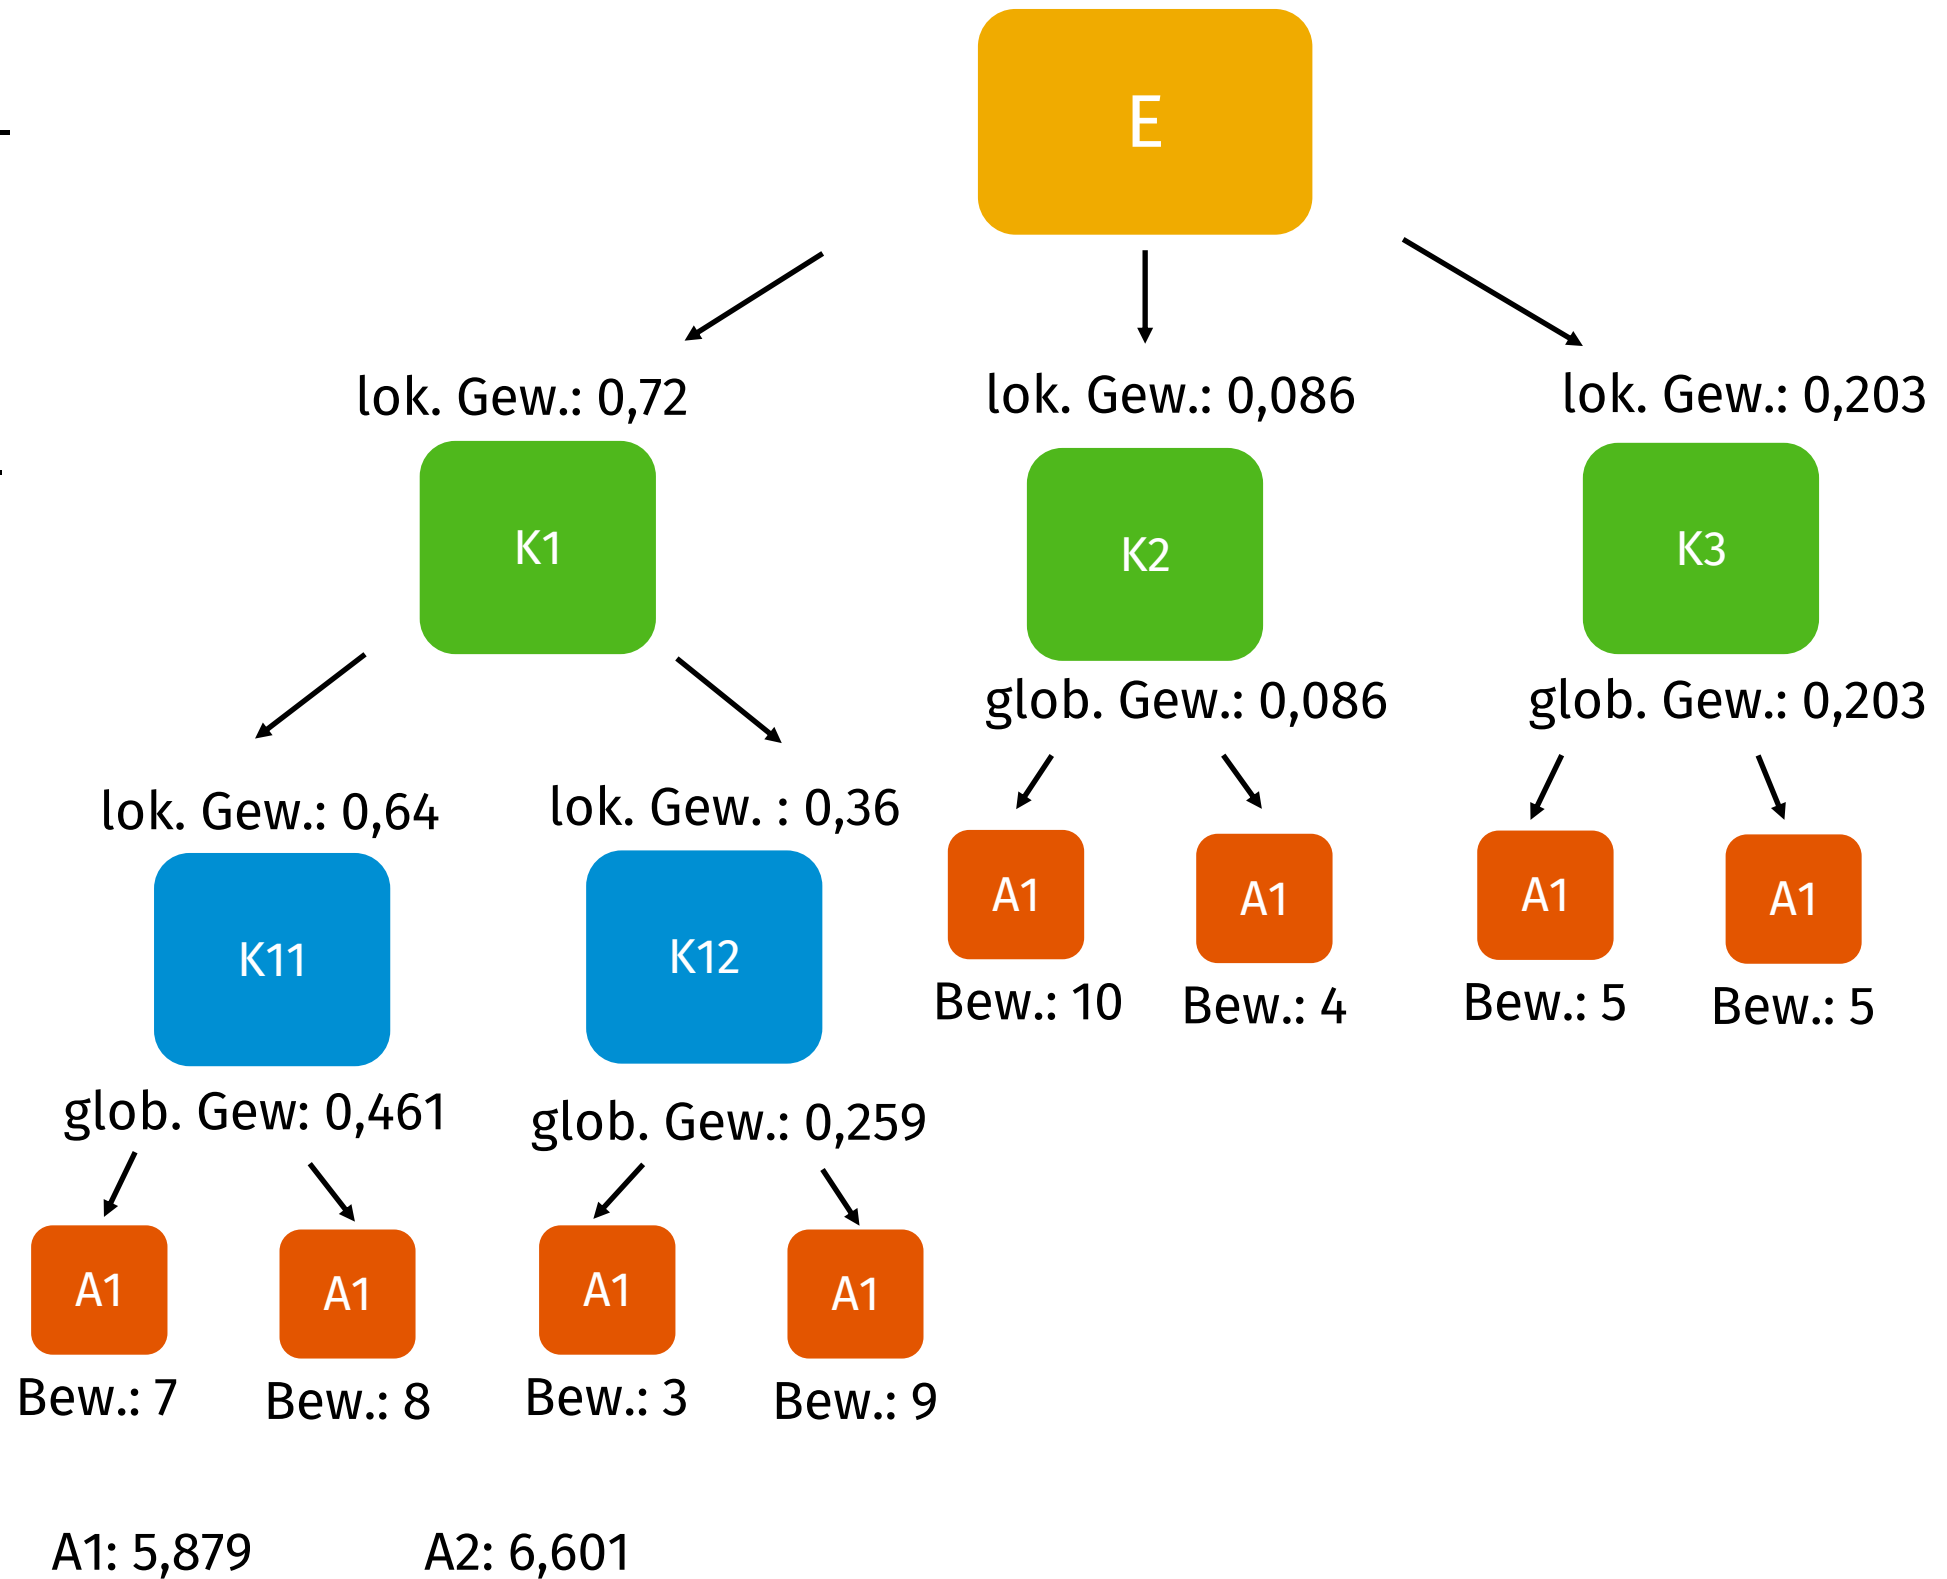 E
lok. Gew.: 0,72
lok. Gew.: 0,086
lok. Gew.: 0,203
K1
K2
K3
glob. Gew.: 0,086
glob. Gew.: 0,203
lok. Gew.: 0,64
lok. Gew. : 0,36
K11
K12
A1
A1
A1
A1
Bew.: 10
Bew.: 4
Bew.: 5
Bew.: 5
glob. Gew: 0,461
glob. Gew.: 0,259
A1
A1
A1
A1
Bew.: 7
Bew.: 8
Bew.: 3
Bew.: 9
A1: 5,879
A2: 6,601